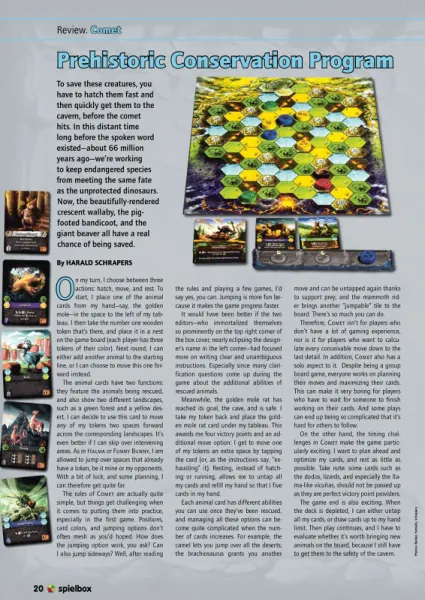 Review. Comet
Prehistoric Conservation Program
To save these creatures, you
have to hatch them fast and
then quickly get them to the
cavern, before the comet
hits. In this distant time
long before the spoken word
existed—about 66 million
years ago—we're working
to keep endangered species
from meeting the same fate
as the unprotected dinosaurs.
Now, the beautifully-rendered
crescent wallaby, the pig-
footed bandicoot, and the
giant beaver all have a real
chance of being saved.
By HARALD SCHRAPERS
On my turn, I choose between three
actions: hatch, move, and rest. To
start, I place one of the animal
cards from my hand—say, the golden
mole—in the space to the left of my tab-
leau. I then take the number one wooden
token that's there, and place it in a nest
on the game board (each player has three
tokens of their color). Next round, I can
either add another animal to the starting
line, or I can choose to move this one for-
ward instead.
The animal cards have two functions:
they feature the animals being rescued,
and also show two different landscapes,
such as a green forest and a yellow des-
ert. I can decide to use this card to move
any of my tokens two spaces forward
across the corresponding landscapes. It's
even better if I can skip over intervening
areas. As in HALMA or FLURRY BUNNY, I am
allowed to jump over spaces that already
have a token, be it mine or my opponents.
With a bit of luck, and some planning, I
can therefore get quite far.
The rules of COMET are actually quite
simple, but things get challenging when
it comes to putting them into practice,
especially in the first game. Positions,
card colors, and jumping options don't
often mesh as you'd hoped. How does
the jumping option work, you ask? Can
I also jump sideways? Well, after reading
the rules and playing a few games, I'd
say yes, you can. Jumping is more fun be-
cause it makes the game progress faster.
It would have been better if the two
editors—who immortalized themselves
so prominently on the top right corner of
the box cover, nearly eclipsing the design-
er's name in the left corner—had focused
more on writing clear and unambiguous
instructions. Especially since many clari-
fication questions come up during the
game about the additional abilities of
rescued animals.
Meanwhile, the golden mole rat has
reached its goal, the cave, and is safe. I
take my token back and place the gold-
en mole rat card under my tableau. This
awards me four victory points and an ad-
ditional move option: I get to move one
of my tokens an extra space by tapping
the card (or, as the instructions say, "ex-
hausting" it). Resting, instead of hatch-
ing or running, allows me to untap all
my cards and refill my hand so that I five
cards in my hand.
Each animal card has different abilities
you can use once they've been rescued,
and managing all these options can be-
come quite complicated when the num-
ber of cards increases. For example, the
camel lets you jump over all the deserts;
the brachiosaurus grants you another
move and can be untapped again thanks
to support prey; and the mammoth rid-
er brings another "jumpable" tile to the
board. There's so much you can do.
Therefore, COMET isn't for players who
don't have a lot of gaming experience,
nor is it for players who want to calcu-
late every conceivable move down to the
last detail. In addition, COMET also has a
solo aspect to it. Despite being a group
board game, everyone works on planning
their moves and maximizing their cards.
This can make it very boring for players
who have to wait for someone to finish
working on their cards. And some plays
can end up being so complicated that it's
hard for others to follow.
On the other hand, the timing chal-
lenges in COMET make the game partic-
ularly exciting. I want to plan ahead and
optimize my cards, and rest as little as
possible. Take note: some cards such as
the dodos, lizards, and especially the lla-
ma-like vicuñas, should not be passed up
as they are perfect victory point providers.
The game end is also exciting. When
the deck is depleted, I can either untap
all my cards, or draw cards up to my hand
limit. Then play continues, and I have to
evaluate whether it's worth bringing new
animals on the board, because I still have
to get them to the safety of the cavern.
20 spielbox